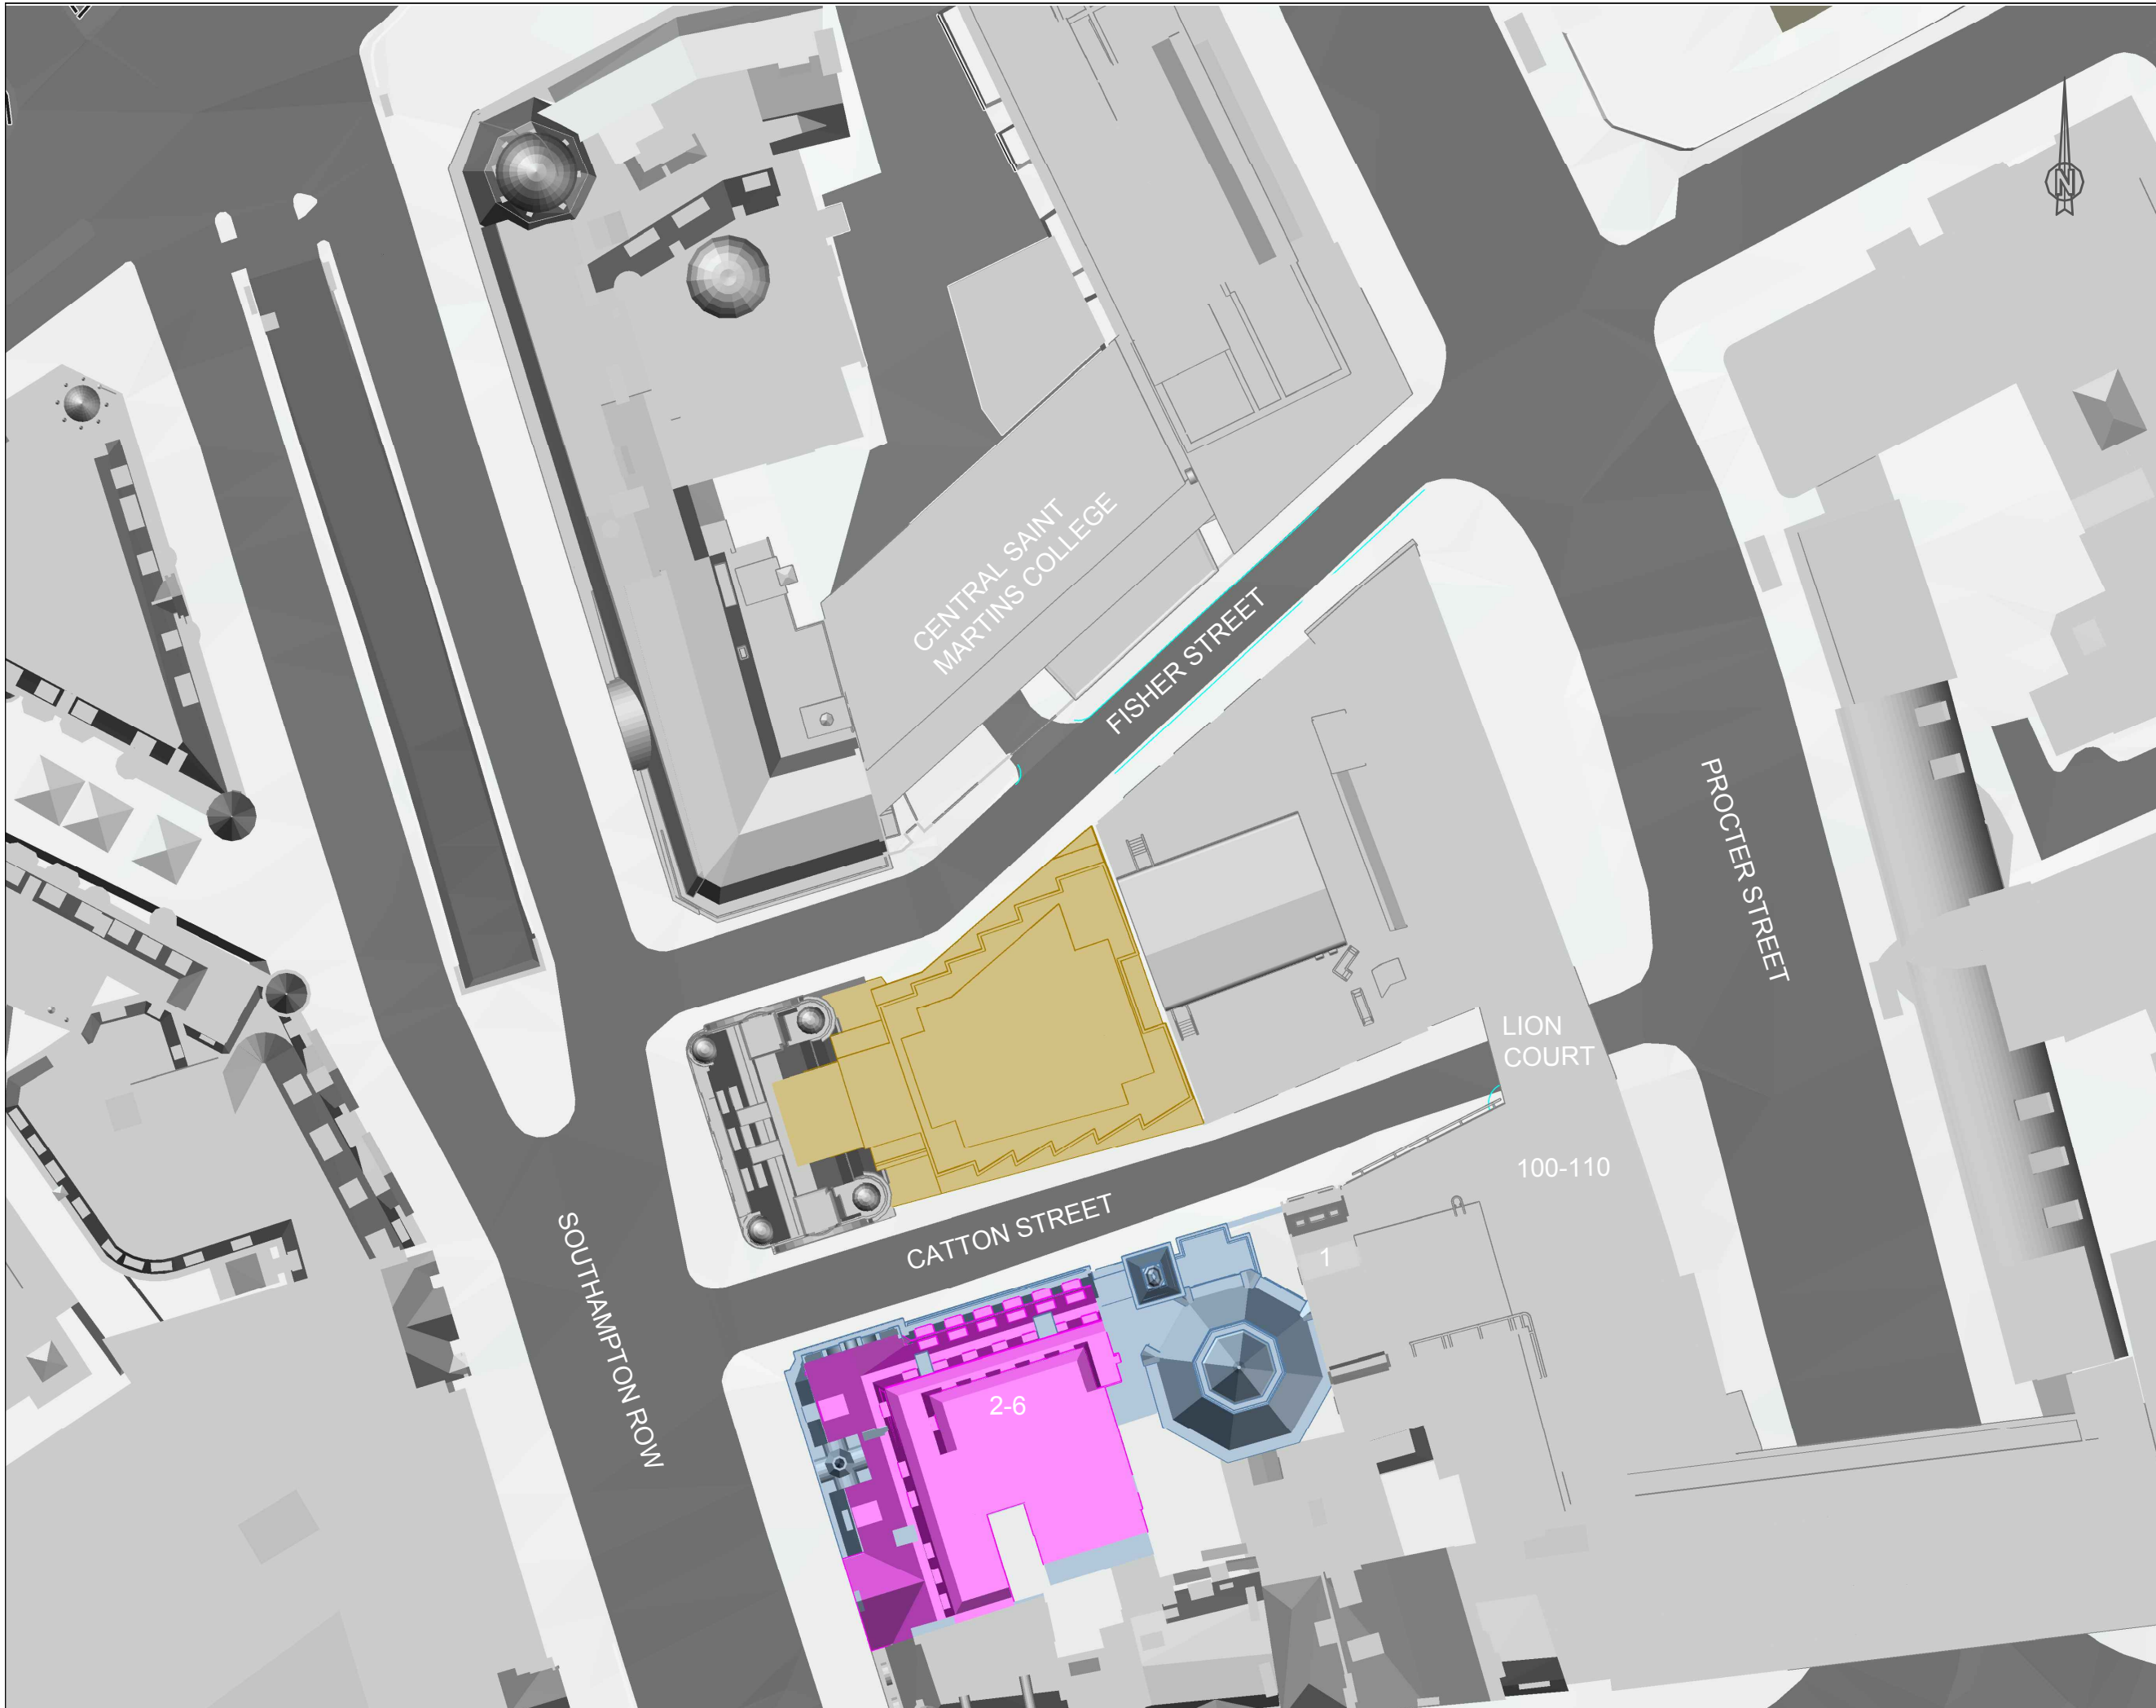 N
CENTRAL SAINT
MARTINS COLLEGE
FISHER STREET
PROCTER STREET
LION
COURT
100-110
CATTON STREET
1
SOUTHAMPTON ROW
2-6